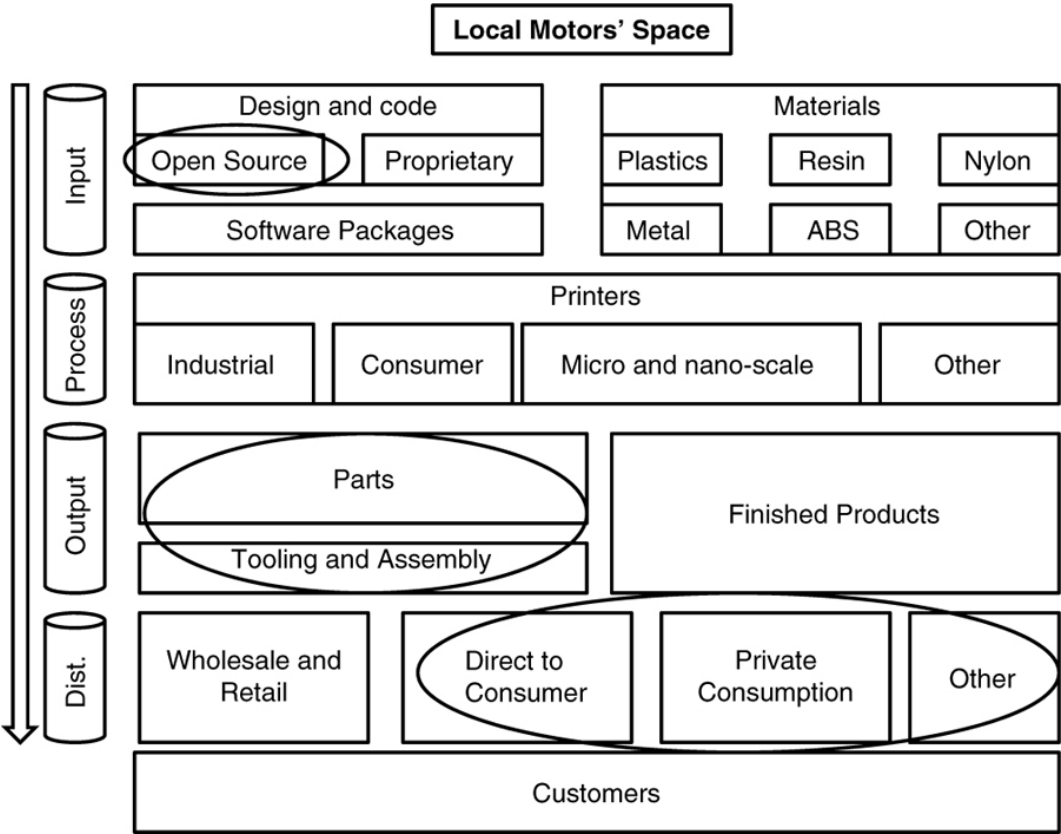 Local Motors' Space
Input
Design and code
Open Source
Proprietary
Software Packages
Materials
Plastics
Resin
Nylon
Metal
ABS
Other
Process
Printers
Industrial
Consumer
Micro and nano-scale
Other
Output
Parts
Tooling and Assembly
Finished Products
Dist.
Wholesale and
Retail
Direct to
Consumer
Private
Consumption
Other
Customers